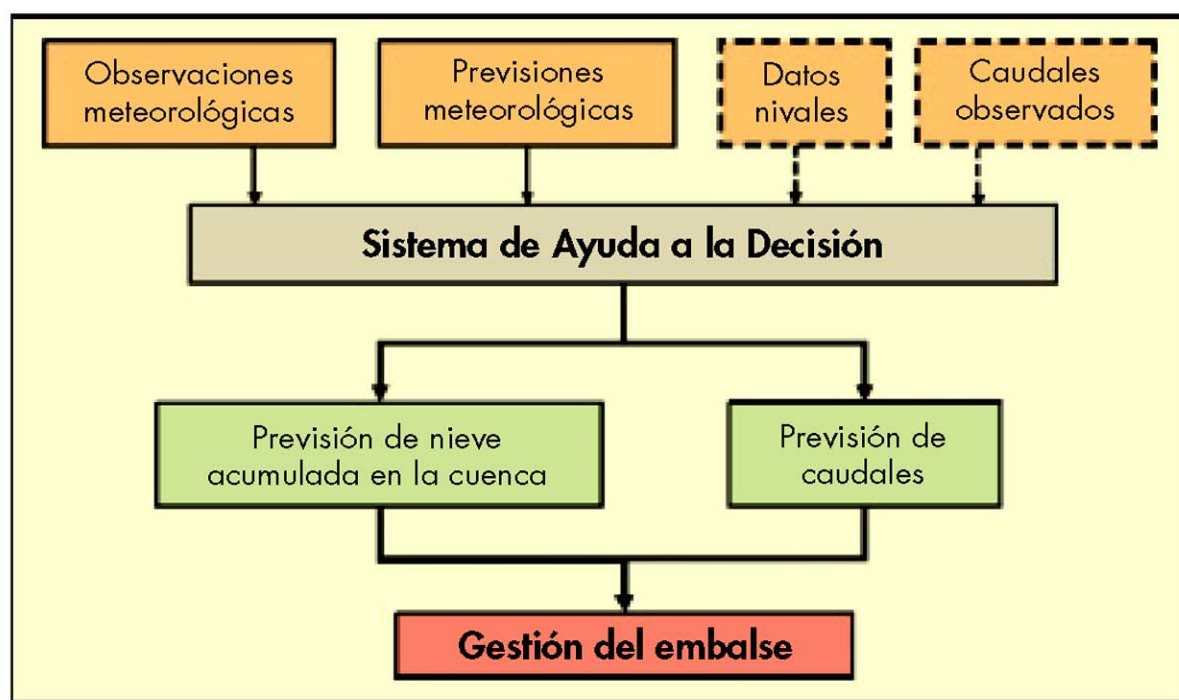 Observaciones
meteorológicas
Previsiones
meteorológicas
Datos
nivales
Caudales
observados
Sistema de Ayuda a la Decisión
Previsión de nieve
acumulada en la cuenca
Previsión de
caudales
Gestión del embalse